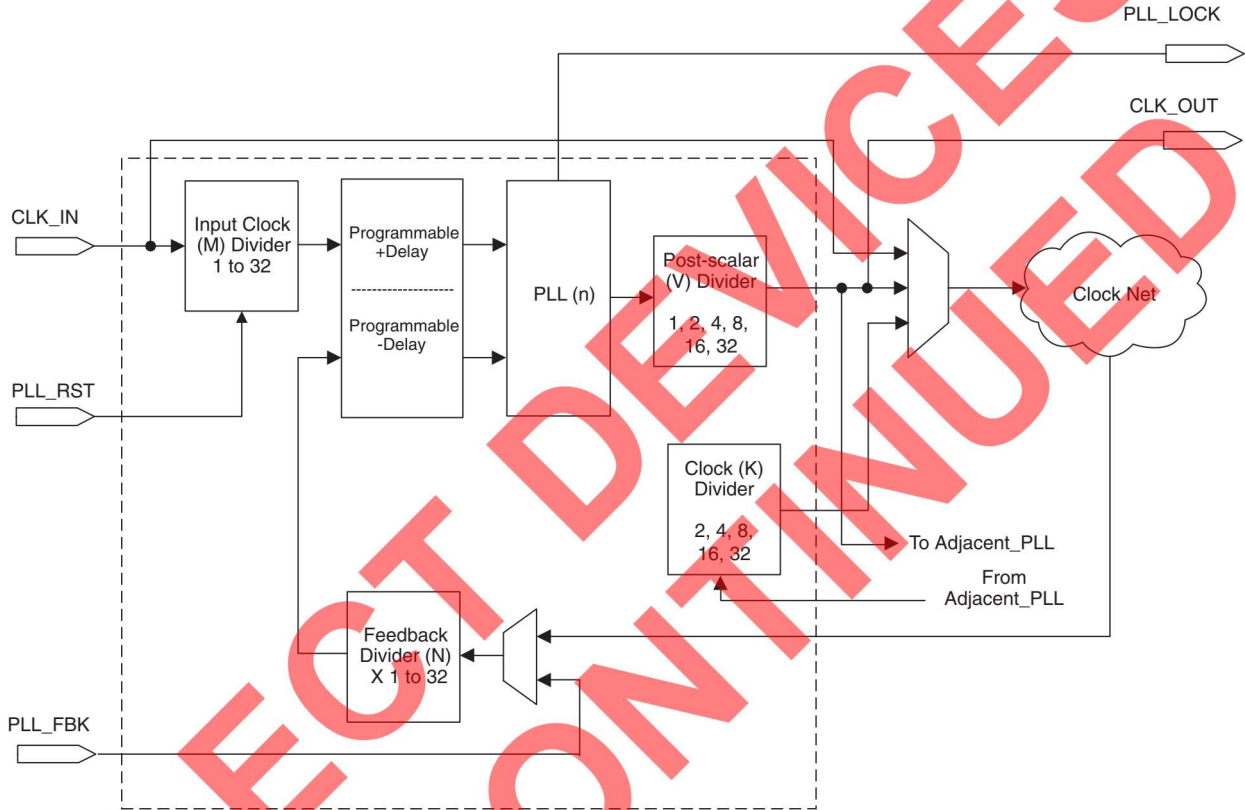 PLL_LOCK
CLK_OUT
CLK_IN
Input Clock
(M) Divider
1 to 32
Programmable
+Delay
Programmable
-Delay
PLL (n)
Post-scalar
(V) Divider
1, 2, 4, 8,
16, 32
Clock Net
PLL_RST
Clock (K)
Divider
2, 4, 8,
16, 32
To Adjacent_PLL
From
Adjacent_PLL
Feedback
Divider (N)
X 1 to 32
PLL_FBK
ECT DEVICES
ONTINUED